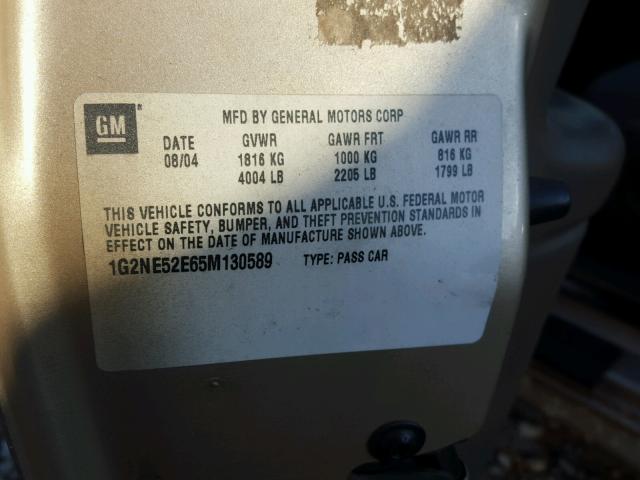 GM ® MFD BY GENERAL MOTORS CORP
DATE GVWR GAWR FRT GAWR RR
08/04 1816 KG 1000 KG 816 KG
4004 LB 2205 LB 1799 LB
THIS VEHICLE CONFORMS TO ALL APPLICABLE U.S. FEDERAL MOTOR
VEHICLE SAFETY, BUMPER, AND THEFT PREVENTION STANDARDS IN
EFFECT ON THE DATE OF MANUFACTURE SHOWN ABOVE.
1G2NE52E65M130589 TYPE: PASS CAR